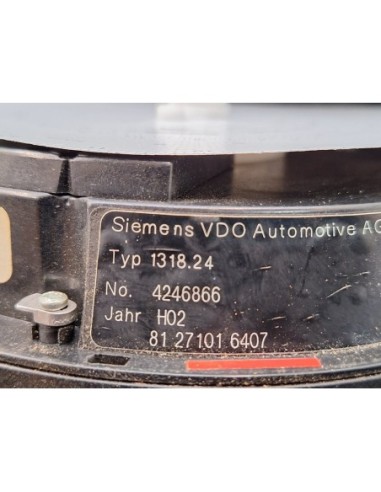 Siemens VDO Automotive AG
Typ 1318.24
No. 4246866
Jahr H02
81 27101 6407